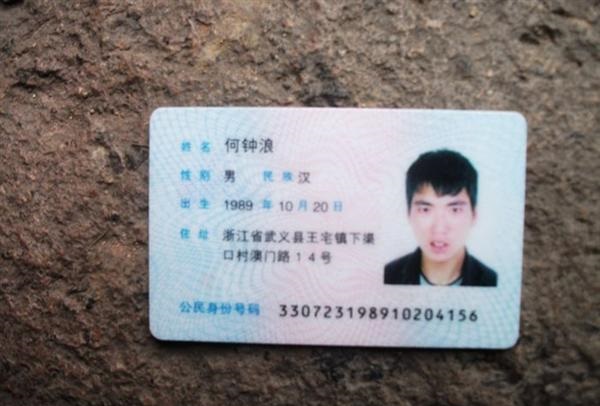 姓名 何钟浪
性别 男 民族 汉
出生 1989 年 10 月 20 日
住址 浙江省武义县王宅镇下渠
口村澳门路14号
公民身份号码 330723198910204156